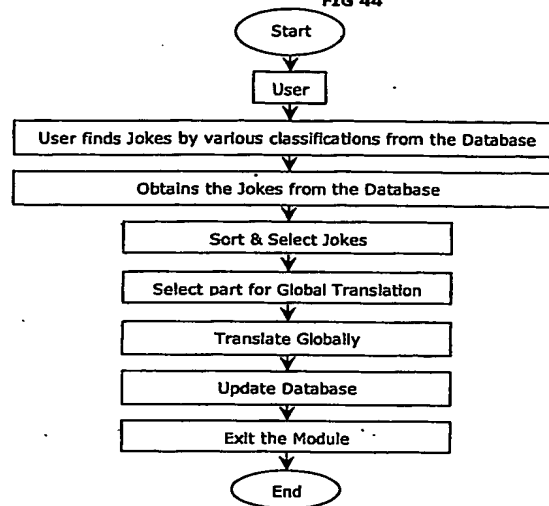 FIG 44
Start
User
User finds Jokes by various classifications from the Database
Obtains the Jokes from the Database
Sort & Select Jokes
Select part for Global Translation
Translate Globally
Update Database
Exit the Module
End